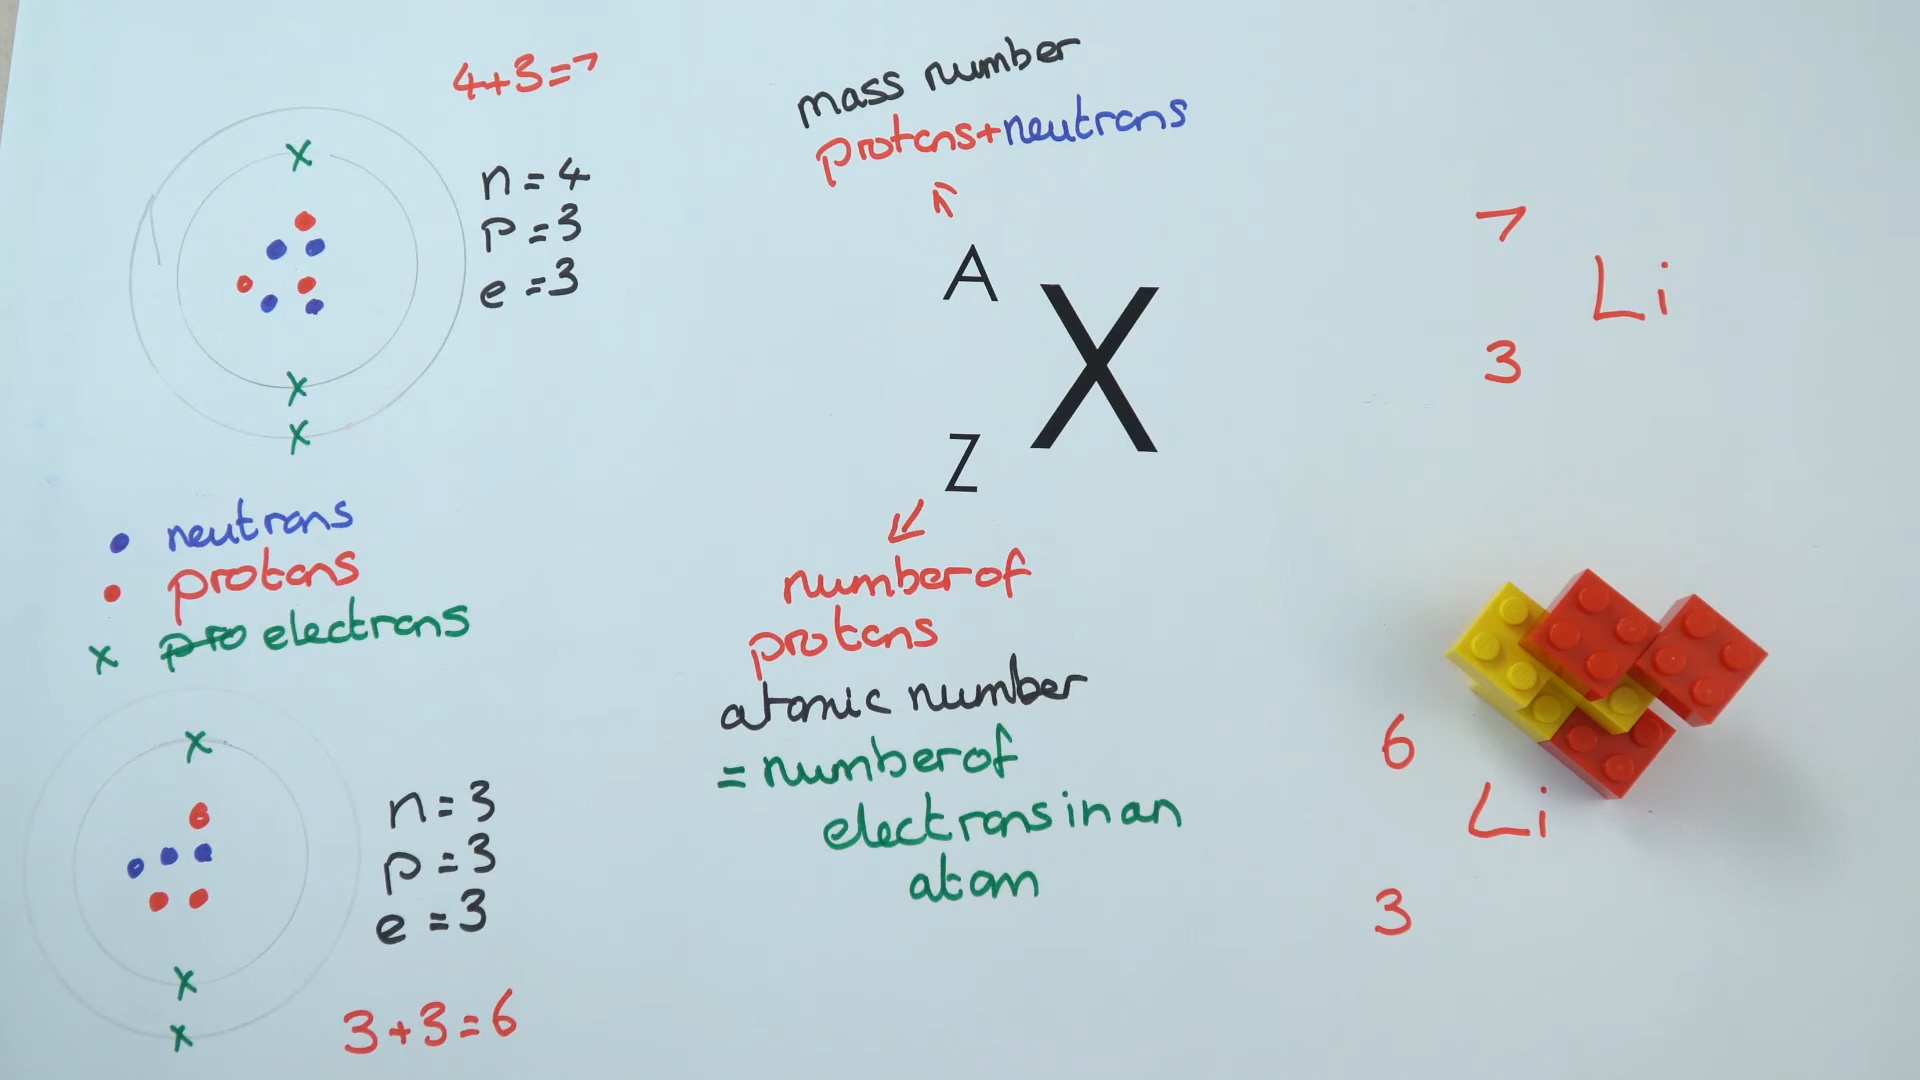 4+3=7
n=4
p=3
e=3
neutrons
protons
x pro electrons
n=3
p=3
e=3
3+3=6
mass number
protons+neutrons
A
X
Z
number of
protons
atomic number
= number of
electrons in an
atom
7
Li
3
6
Li
3